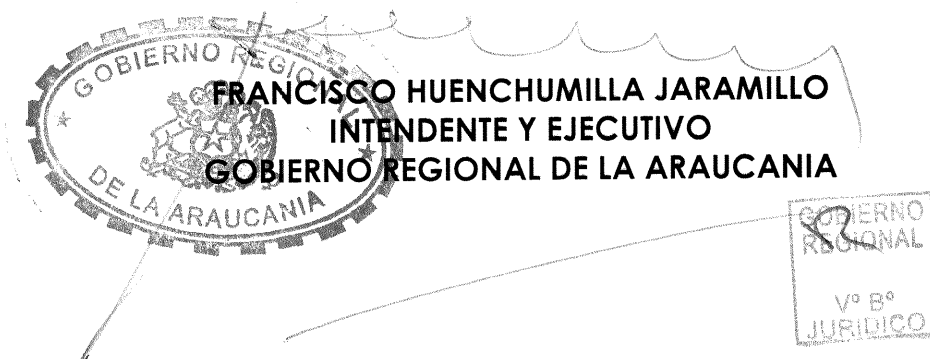 GOBIERNO REGIONAL
DE LA ARAUCANIA
FRANCISCO HUENCHUMILLA JARAMILLO
INTENDENTE Y EJECUTIVO
GOBIERNO REGIONAL DE LA ARAUCANIA
GOBIERNO
REGIONAL
Vº Bº
JURIDICO